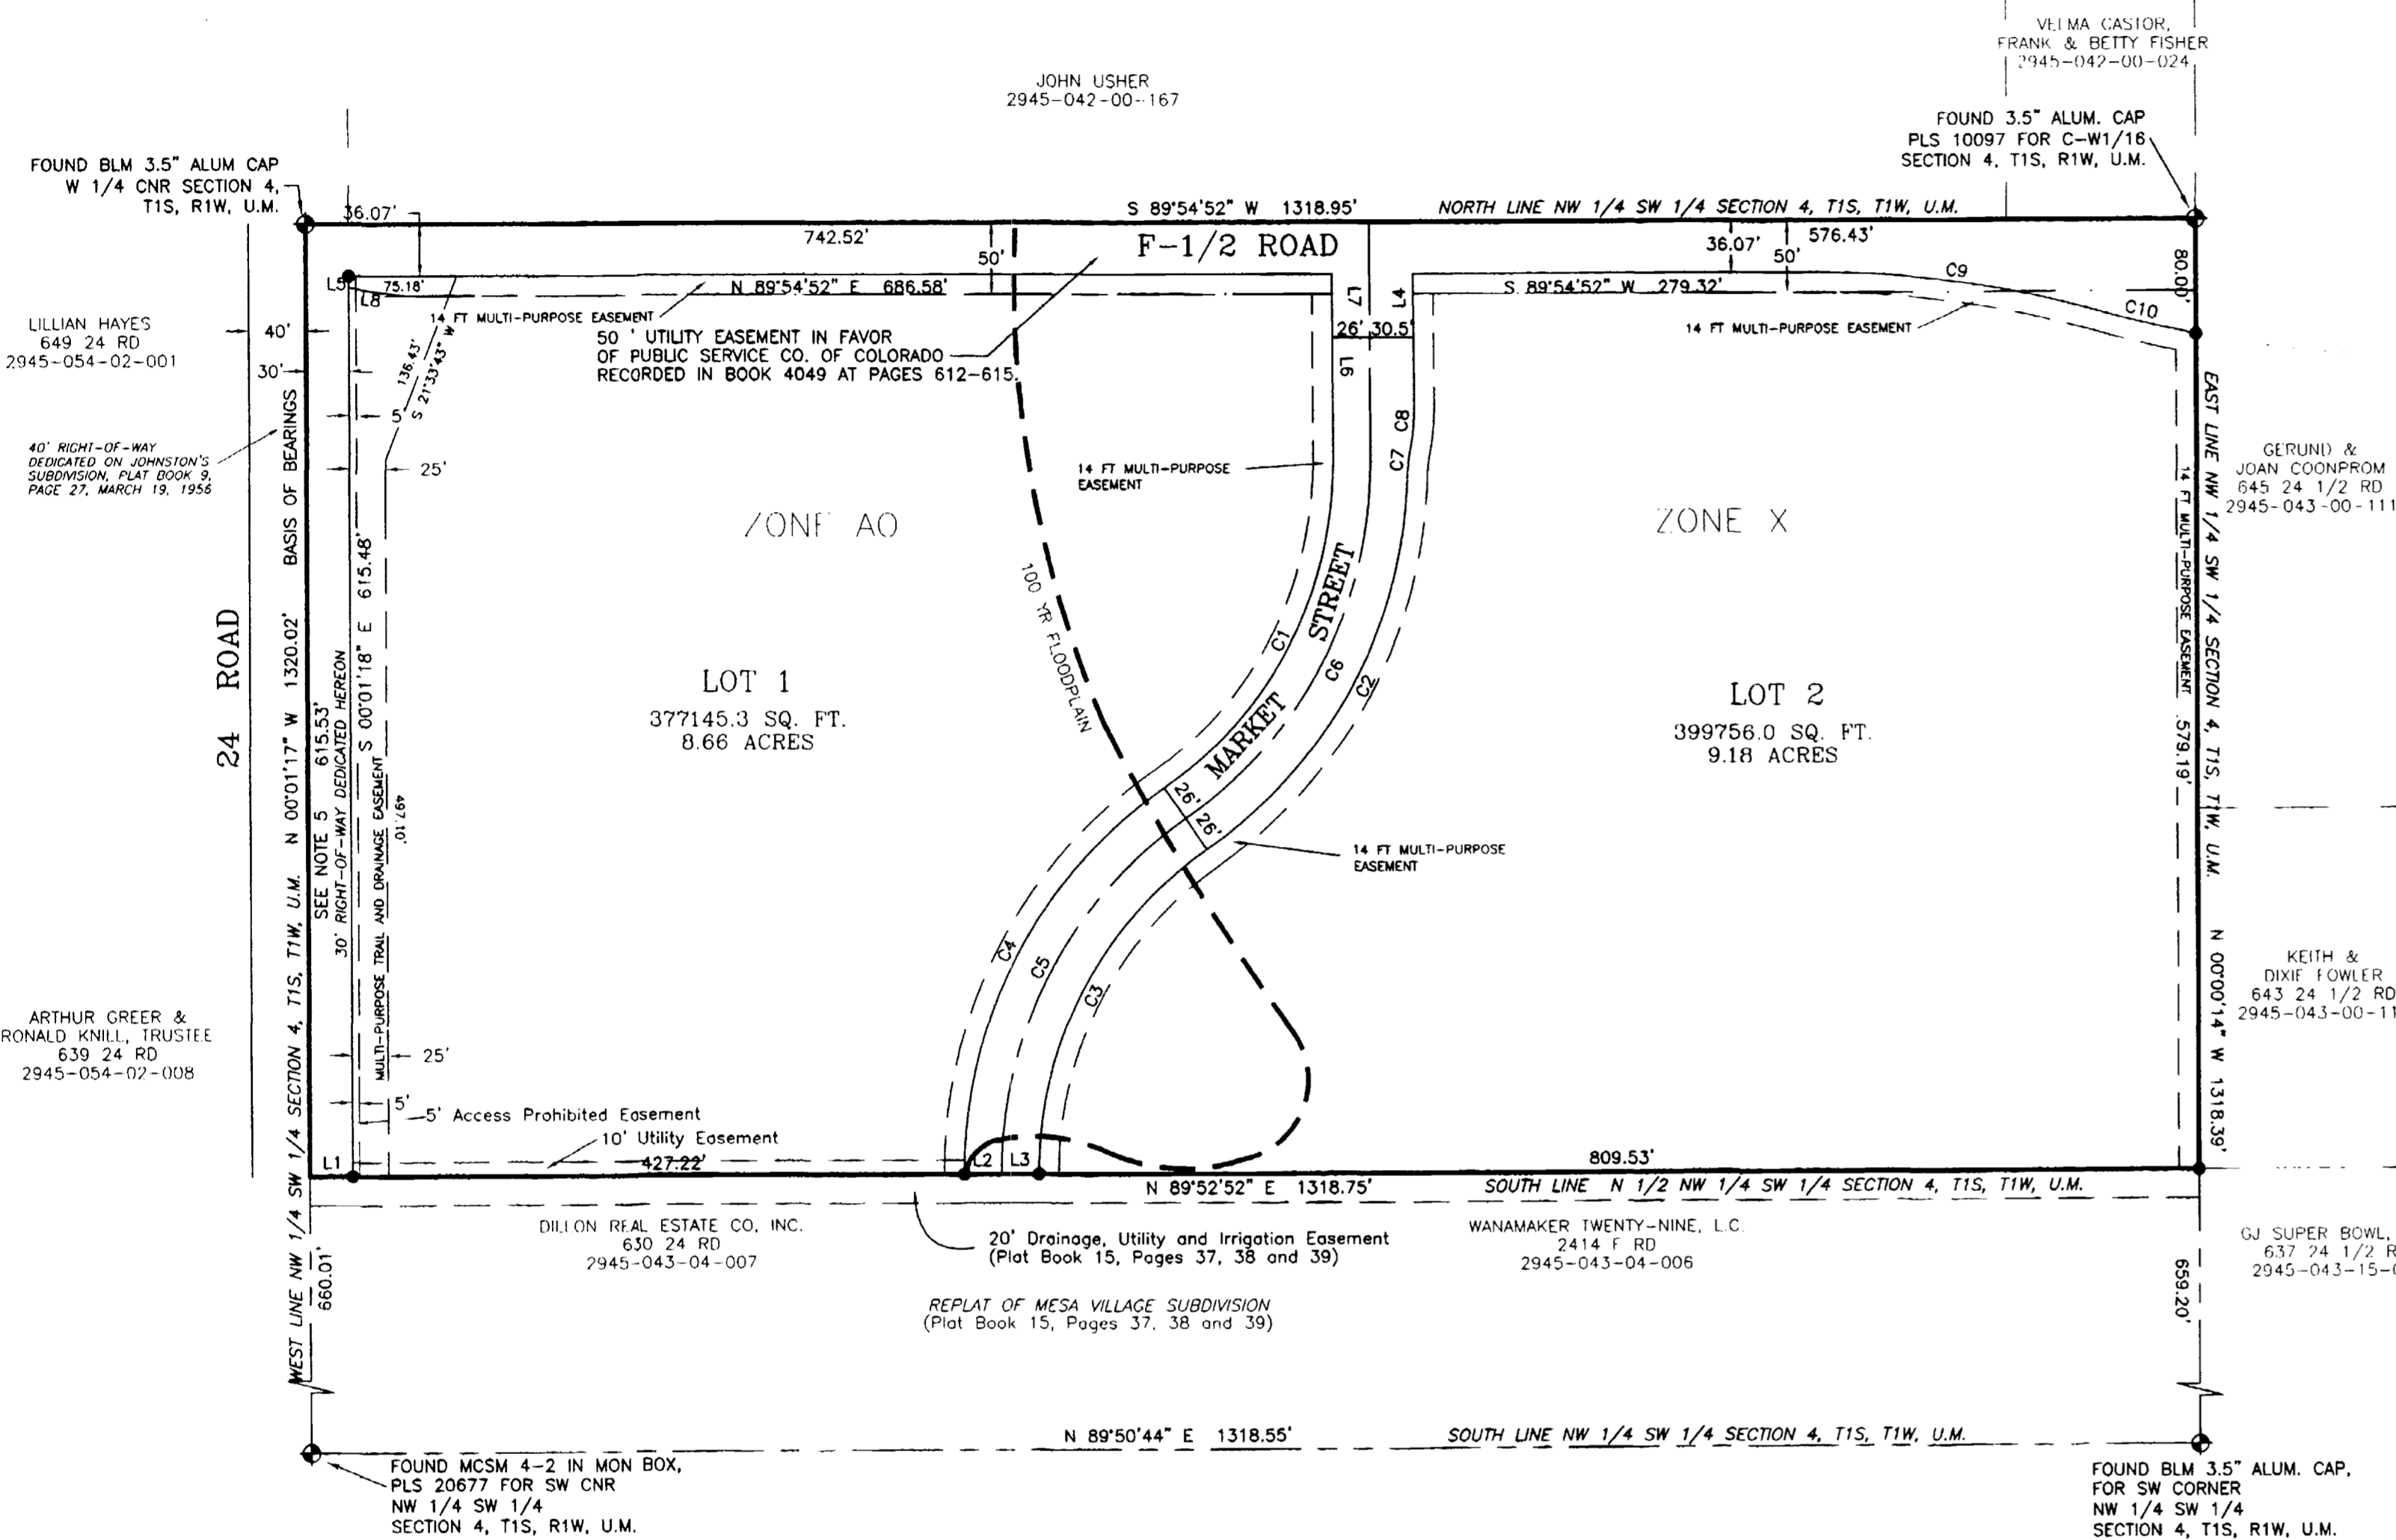 VELMA CASTOR,
FRANK & BETTY FISHER
2945-042-00-024
JOHN USHER
2945-042-00-167
FOUND 3.5" ALUM. CAP
PLS 10097 FOR C-W1/16
SECTION 4, T1S, R1W, U.M.
FOUND BLM 3.5" ALUM CAP
W 1/4 CNR SECTION 4,
T1S, R1W, U.M.
36.07'
S 89°54'52" W 1318.95'
NORTH LINE NW 1/4 SW 1/4 SECTION 4, T1S, T1W, U.M.
742.52'
50'
F-1/2 ROAD
36.07'
50'
576.43'
80.00'
L5
L8
75.18'
N 89°54'52" E 686.58'
L7
L4
S 89°54'52" W 279.32'
C9
C10
14 FT MULTI-PURPOSE EASEMENT
14 FT MULTI-PURPOSE EASEMENT
50 ' UTILITY EASEMENT IN FAVOR
OF PUBLIC SERVICE CO. OF COLORADO
RECORDED IN BOOK 4049 AT PAGES 612-615.
26'
30.5'
L6
LILLIAN HAYES
649 24 RD
2945-054-02-001
40'
30'
136.43'
S 21°33'43" W
5'
25'
C8
C7
40' RIGHT-OF-WAY
DEDICATED ON JOHNSTON'S
SUBDIVISION, PLAT BOOK 9,
PAGE 27, MARCH 19, 1956
14 FT MULTI-PURPOSE
EASEMENT
GERUND &
JOAN COONPROM
645 24 1/2 RD
2945-043-00-111
ZONE AO
ZONE X
100 YR FLOODPLAIN
24 ROAD
WEST LINE NW 1/4 SW 1/4 SECTION 4, T1S, T1W, U.M. N 00°01'17" W 1320.02' BASIS OF BEARINGS
SEE NOTE 5 615.53'
30' RIGHT-OF-WAY DEDICATED HEREON
S 00°01'18" E 615.48'
MULTI-PURPOSE TRAIL AND DRAINAGE EASEMENT
497.10'
LOT 1
377145.3 SQ. FT.
8.66 ACRES
C1
MARKET STREET
C6
C2
LOT 2
399756.0 SQ. FT.
9.18 ACRES
EAST LINE NW 1/4 SW 1/4 SECTION 4, T1S, T1W, U.M. N 00°00'14" W 1318.39'
14 FT MULTI-PURPOSE EASEMENT
579.19'
26'
26'
14 FT MULTI-PURPOSE
EASEMENT
C4
C5
C3
KEITH &
DIXIE FOWLER
643 24 1/2 RD
2945-043-00-11
ARTHUR GREER &
RONALD KNILL, TRUSTEE
639 24 RD
2945-054-02-008
25'
5'
5' Access Prohibited Easement
10' Utility Easement
L1
427.22'
L2
L3
809.53'
N 89°52'52" E 1318.75'
SOUTH LINE N 1/2 NW 1/4 SW 1/4 SECTION 4, T1S, T1W, U.M.
DILLON REAL ESTATE CO, INC.
630 24 RD
2945-043-04-007
20' Drainage, Utility and Irrigation Easement
(Plat Book 15, Pages 37, 38 and 39)
WANAMAKER TWENTY-NINE, L.C.
2414 F RD
2945-043-04-006
GJ SUPER BOWL,
637 24 1/2 R
2945-043-15-0
660.01'
659.20'
REPLAT OF MESA VILLAGE SUBDIVISION
(Plat Book 15, Pages 37, 38 and 39)
N 89°50'44" E 1318.55'
SOUTH LINE NW 1/4 SW 1/4 SECTION 4, T1S, T1W, U.M.
FOUND MCSM 4-2 IN MON BOX,
PLS 20677 FOR SW CNR
NW 1/4 SW 1/4
SECTION 4, T1S, R1W, U.M.
FOUND BLM 3.5" ALUM. CAP,
FOR SW CORNER
NW 1/4 SW 1/4
SECTION 4, T1S, R1W, U.M.